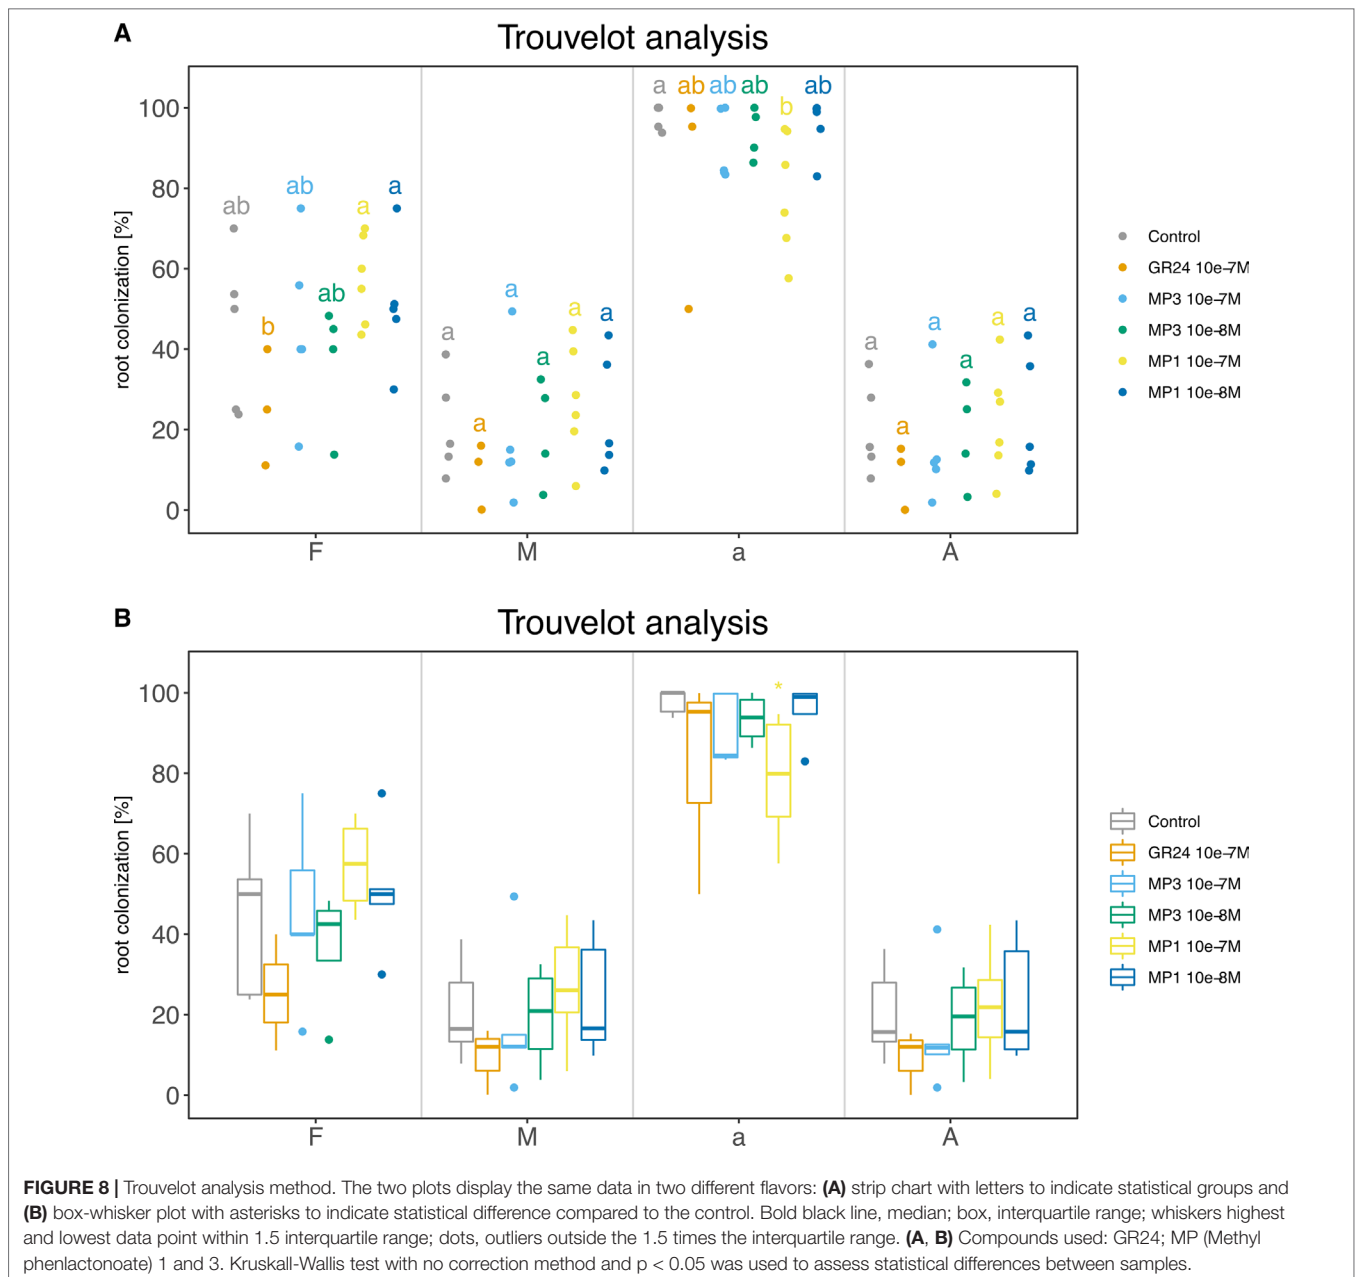 A
Trouvelot analysis
a ab ab ab b ab
ab b ab ab a a
a a a a a a
a a a a a a
100
80
60
40
20
0
root colonization [%]
F M a A
Control
GR24 10e-7M
MP3 10e-7M
MP3 10e-8M
MP1 10e-7M
MP1 10e-8M
B
Trouvelot analysis
*
100
80
60
40
20
0
root colonization [%]
F M a A
Control
GR24 10e-7M
MP3 10e-7M
MP3 10e-8M
MP1 10e-7M
MP1 10e-8M
FIGURE 8 | Trouvelot analysis method. The two plots display the same data in two different flavors: (A) strip chart with letters to indicate statistical groups and
(B) box-whisker plot with asterisks to indicate statistical difference compared to the control. Bold black line, median; box, interquartile range; whiskers highest
and lowest data point within 1.5 interquartile range; dots, outliers outside the 1.5 times the interquartile range. (A, B) Compounds used: GR24; MP (Methyl
phenlactonoate) 1 and 3. Kruskall-Wallis test with no correction method and p < 0.05 was used to assess statistical differences between samples.